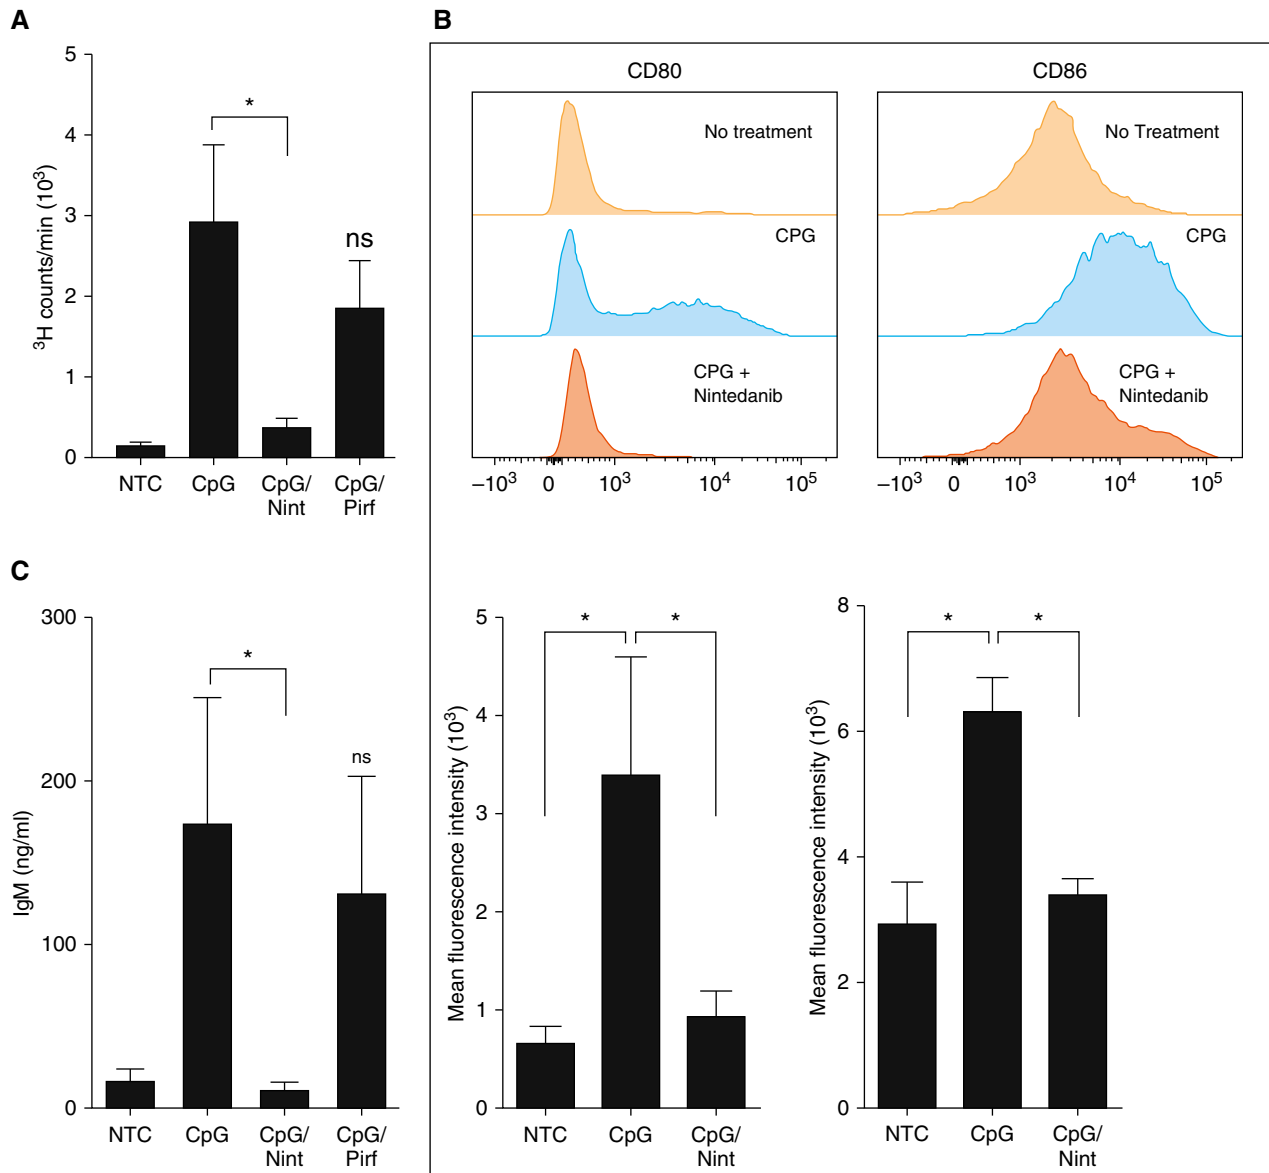 A
5
4
3
2
1
0
³H counts/min (10³)
*
ns
NTC
CpG
CpG/
Nint
CpG/
Pirf
B
CD80
No treatment
CPG
CPG +
Nintedanib
–10³
0
10³
10⁴
10⁵
CD86
No Treatment
CPG
CPG +
Nintedanib
–10³
0
10³
10⁴
10⁵
5
4
3
2
1
0
Mean fluorescence intensity (10³)
*
*
NTC
CpG
CpG/
Nint
8
6
4
2
0
Mean fluorescence intensity (10³)
*
*
NTC
CpG
CpG/
Nint
C
300
200
100
0
IgM (ng/ml)
*
ns
NTC
CpG
CpG/
Nint
CpG/
Pirf